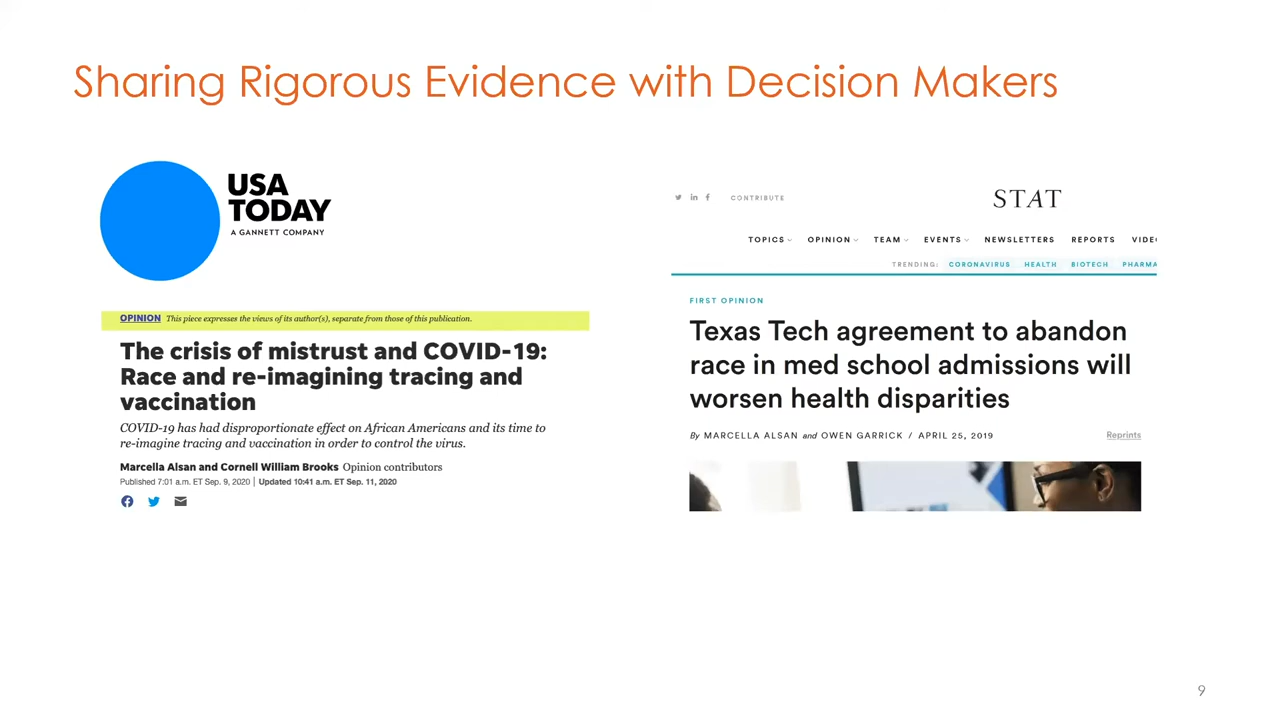 Sharing Rigorous Evidence with Decision Makers
USA
TODAY
A GANNETT COMPANY
OPINION This piece expresses the views of its author(s), separate from those of this publication.
The crisis of mistrust and COVID-19:
Race and re-imagining tracing and
vaccination
COVID-19 has had disproportionate effect on African Americans and its time to
re-imagine tracing and vaccination in order to control the virus.
Marcella Alsan and Cornell William Brooks Opinion contributors
Published 7:01 a.m. ET Sep. 9, 2020 | Updated 10:41 a.m. ET Sep. 11, 2020
CONTRIBUTE
STAT
TOPICS OPINION TEAM EVENTS NEWSLETTERS REPORTS VIDE
TRENDING: CORONAVIRUS HEALTH BIOTECH PHARMA
FIRST OPINION
Texas Tech agreement to abandon
race in med school admissions will
worsen health disparities
By MARCELLA ALSAN and OWEN GARRICK / APRIL 25, 2019
Reprints
9